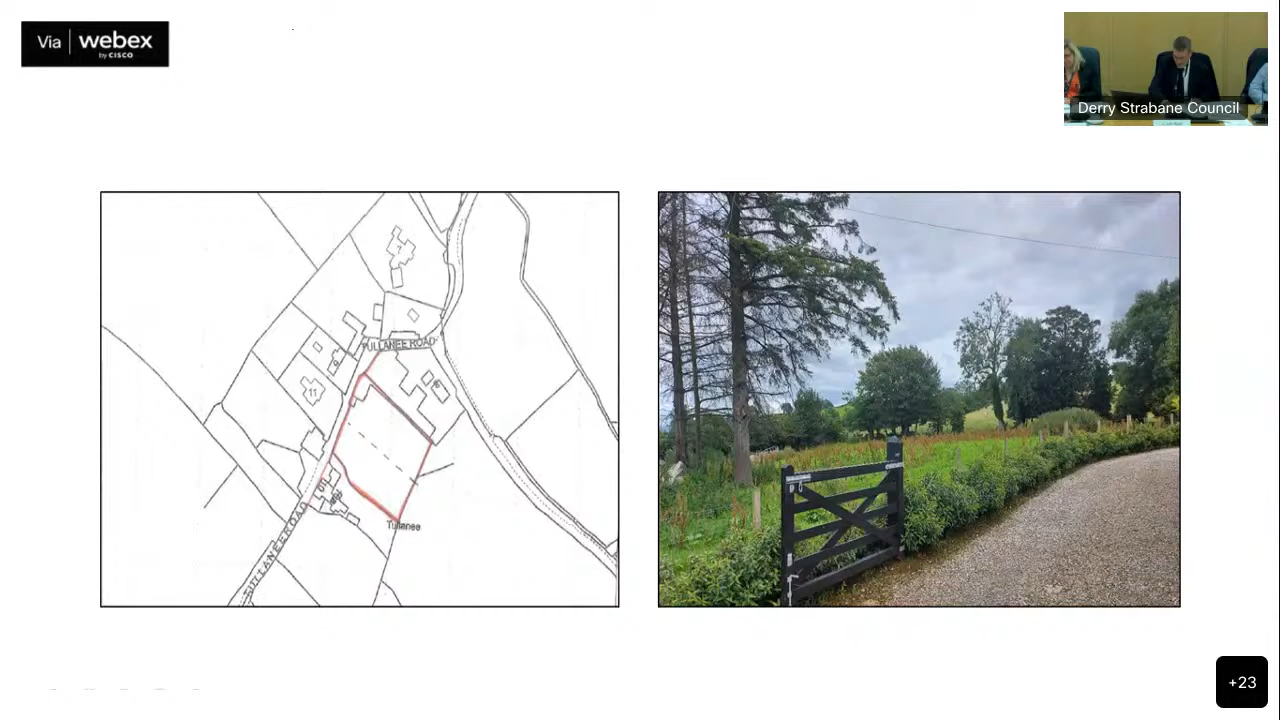 Via webex
by CISCO
Derry Strabane Council
TULLANEE ROAD
11
Tullanee
TULLANEE ROAD
+23